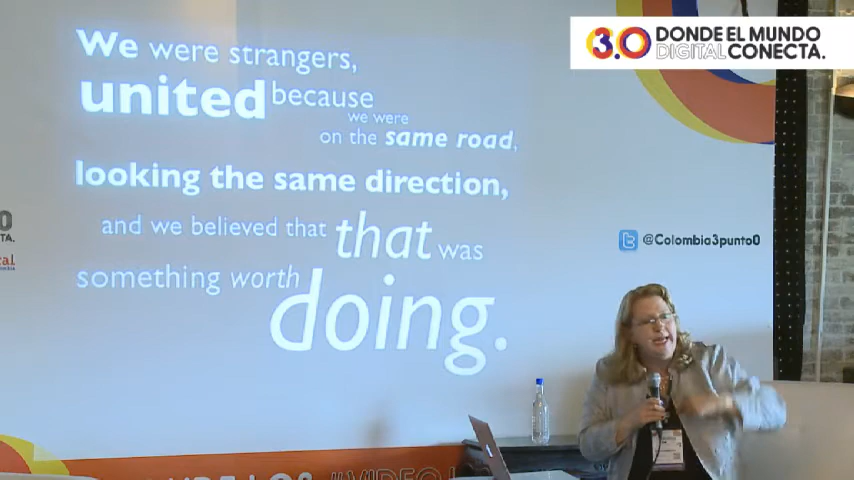 3.0 DONDE EL MUNDO
DIGITAL CONECTA.
We were strangers,
united because
we were
on the same road,
looking the same direction,
and we believed that that was
something worth
doing.
@Colombia3punto0